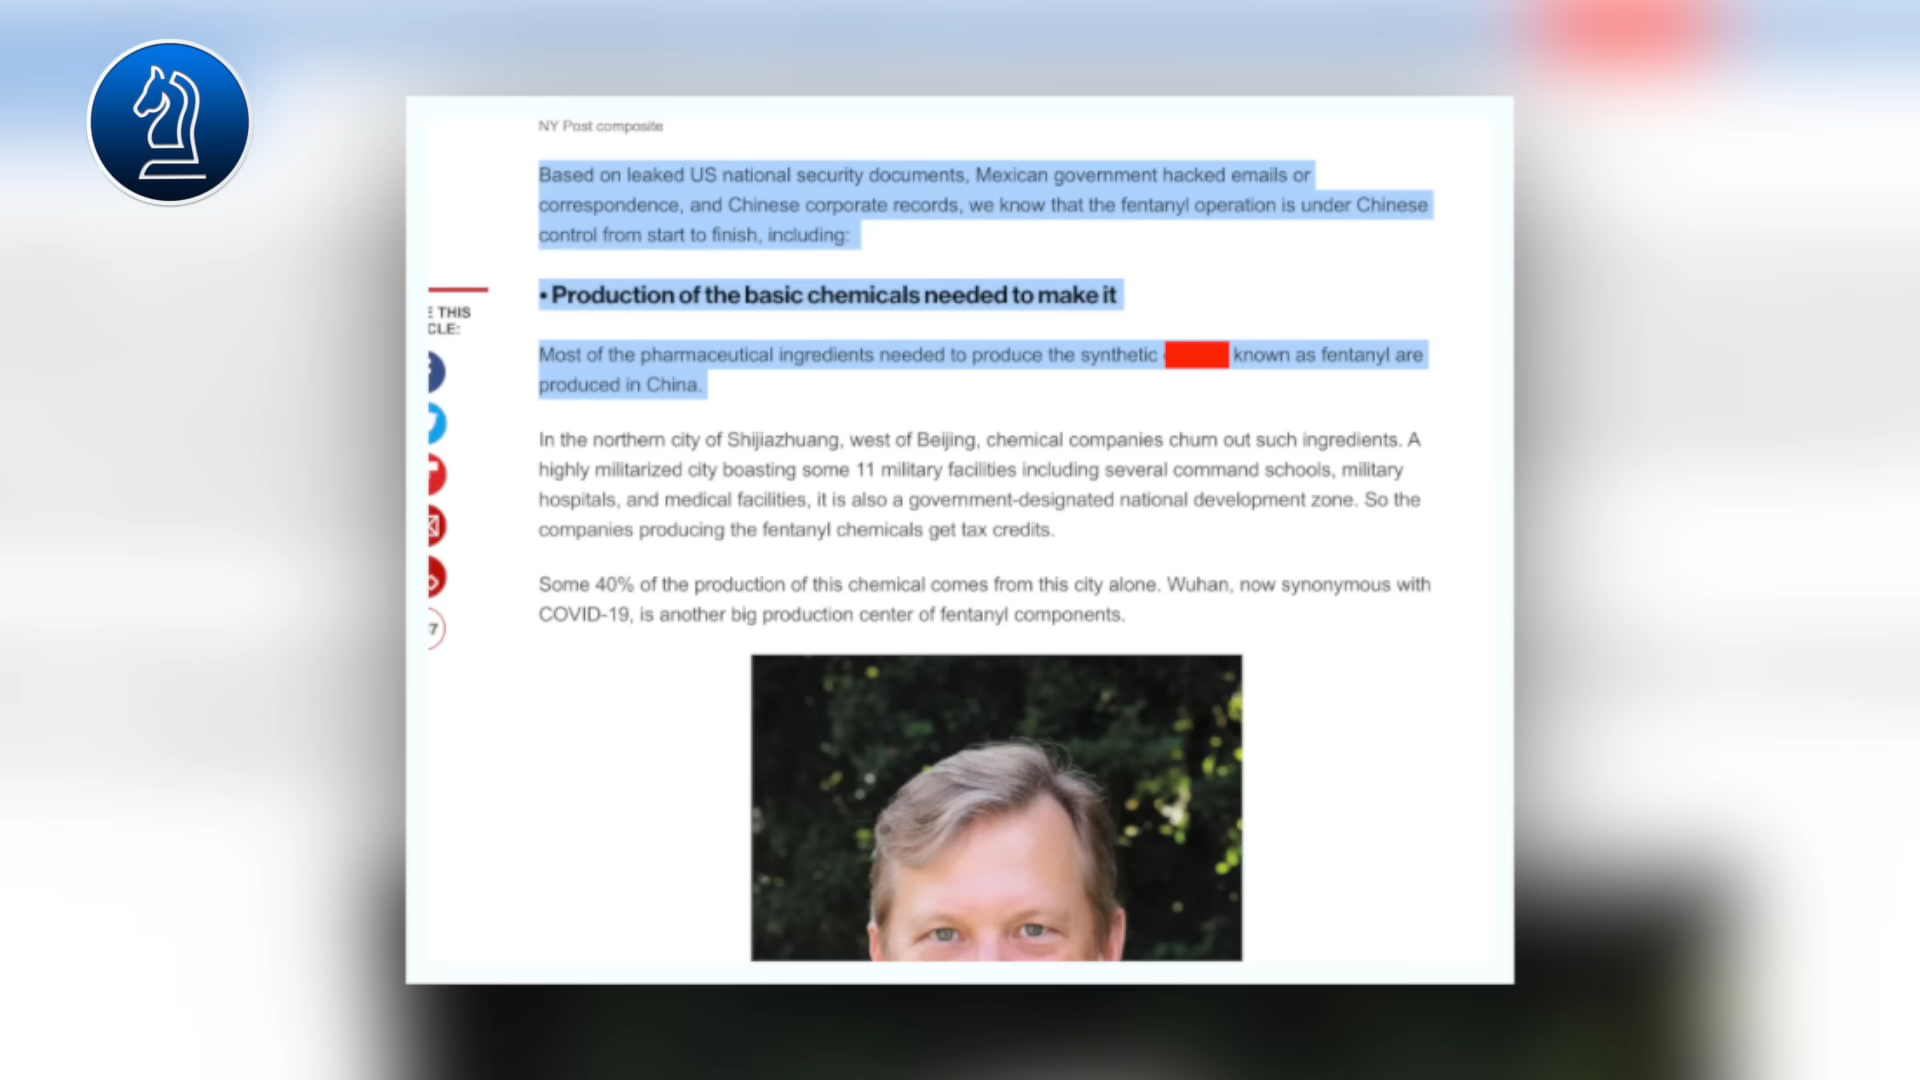 NY Post composite
Based on leaked US national security documents, Mexican government hacked emails or
correspondence, and Chinese corporate records, we know that the fentanyl operation is under Chinese
control from start to finish, including:
• Production of the basic chemicals needed to make it
E THIS
CLE:
Most of the pharmaceutical ingredients needed to produce the synthetic known as fentanyl are
produced in China.
In the northern city of Shijiazhuang, west of Beijing, chemical companies churn out such ingredients. A
highly militarized city boasting some 11 military facilities including several command schools, military
hospitals, and medical facilities, it is also a government-designated national development zone. So the
companies producing the fentanyl chemicals get tax credits.
Some 40% of the production of this chemical comes from this city alone. Wuhan, now synonymous with
COVID-19, is another big production center of fentanyl components.
7